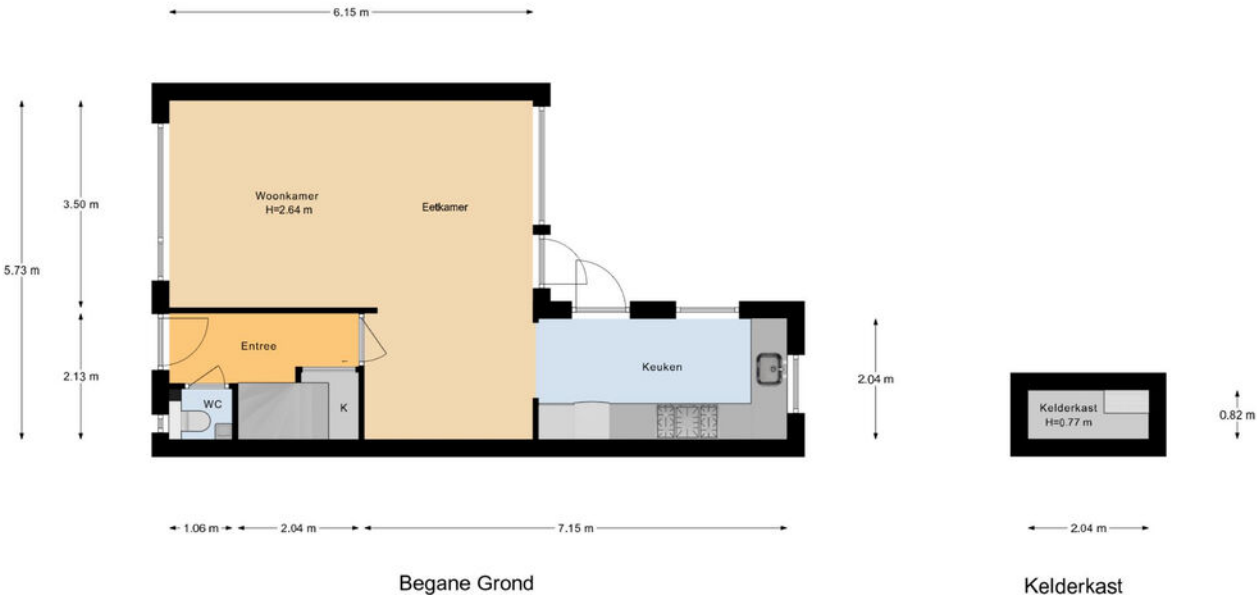 6.15 m
5.73 m
3.50 m
2.13 m
Woonkamer
H=2.64 m
Eetkamer
Entree
WC
K
Keuken
2.04 m
Kelderkast
H=0.77 m
0.82 m
1.06 m
2.04 m
7.15 m
2.04 m
Begane Grond
Kelderkast